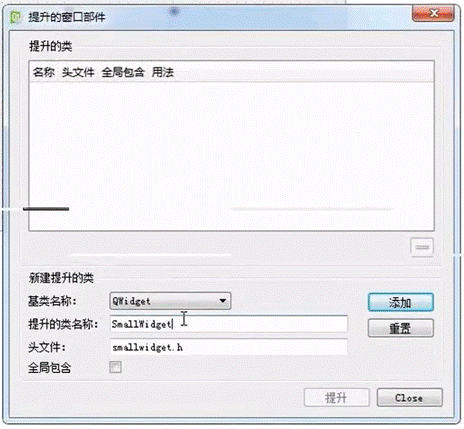 提升的窗口部件
提升的类
名称 头文件 全局包含 用法
新建提升的类
基类名称: QWidget 添加
提升的类名称: SmallWidget 重置
头文件: smallwidget.h
全局包含
提升 Close